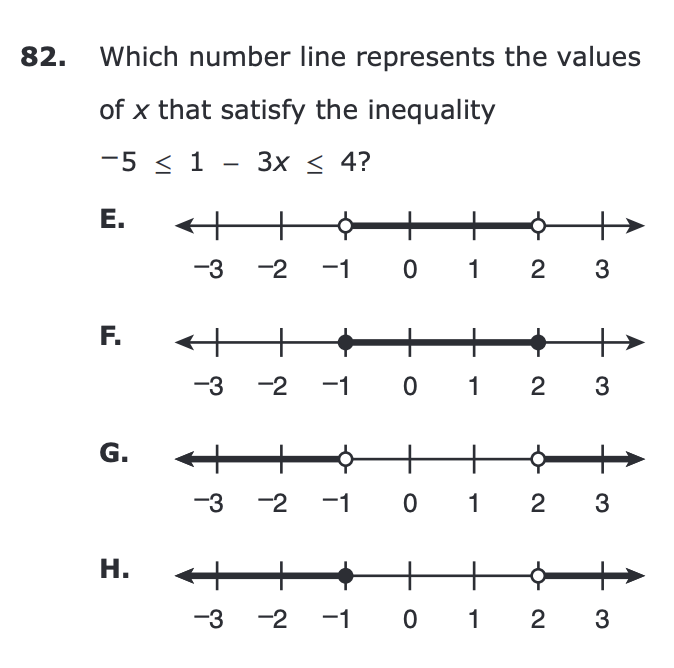 82. Which number line represents the values
of x that satisfy the inequality
−5 ≤ 1 – 3x ≤ 4?
E.
−3 −2 −1 0 1 2 3
F.
−3 −2 −1 0 1 2 3
G.
−3 −2 −1 0 1 2 3
H.
−3 −2 −1 0 1 2 3